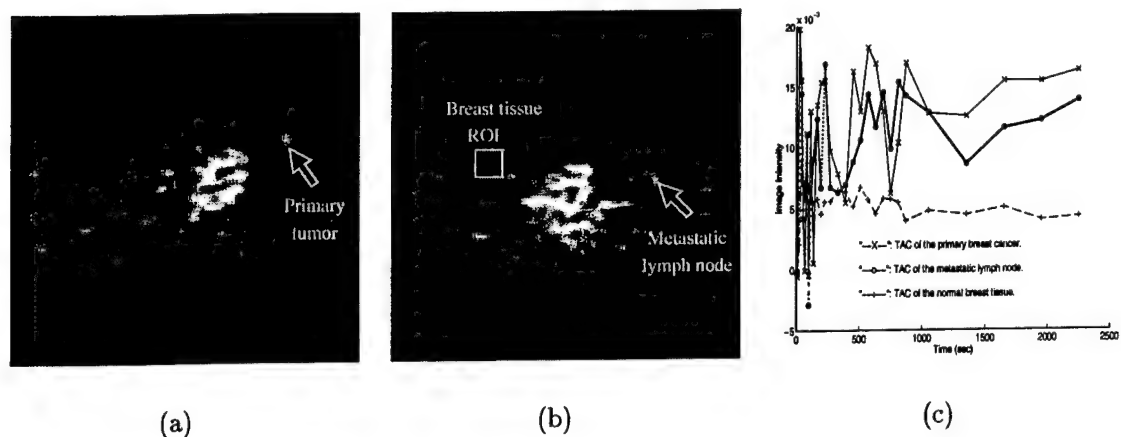 Primary
tumor
(a)
Breast tissue
ROI
Metastatic
lymph node
(b)
×10⁻³
20
15
10
5
0
-5
Image Intensity
0
500
1000
1500
2000
2500
Time (sec)
"—×—": TAC of the primary breast cancer.
"—o—": TAC of the metastatic lymph node.
"—+—": TAC of the normal breast tissue.
(c)